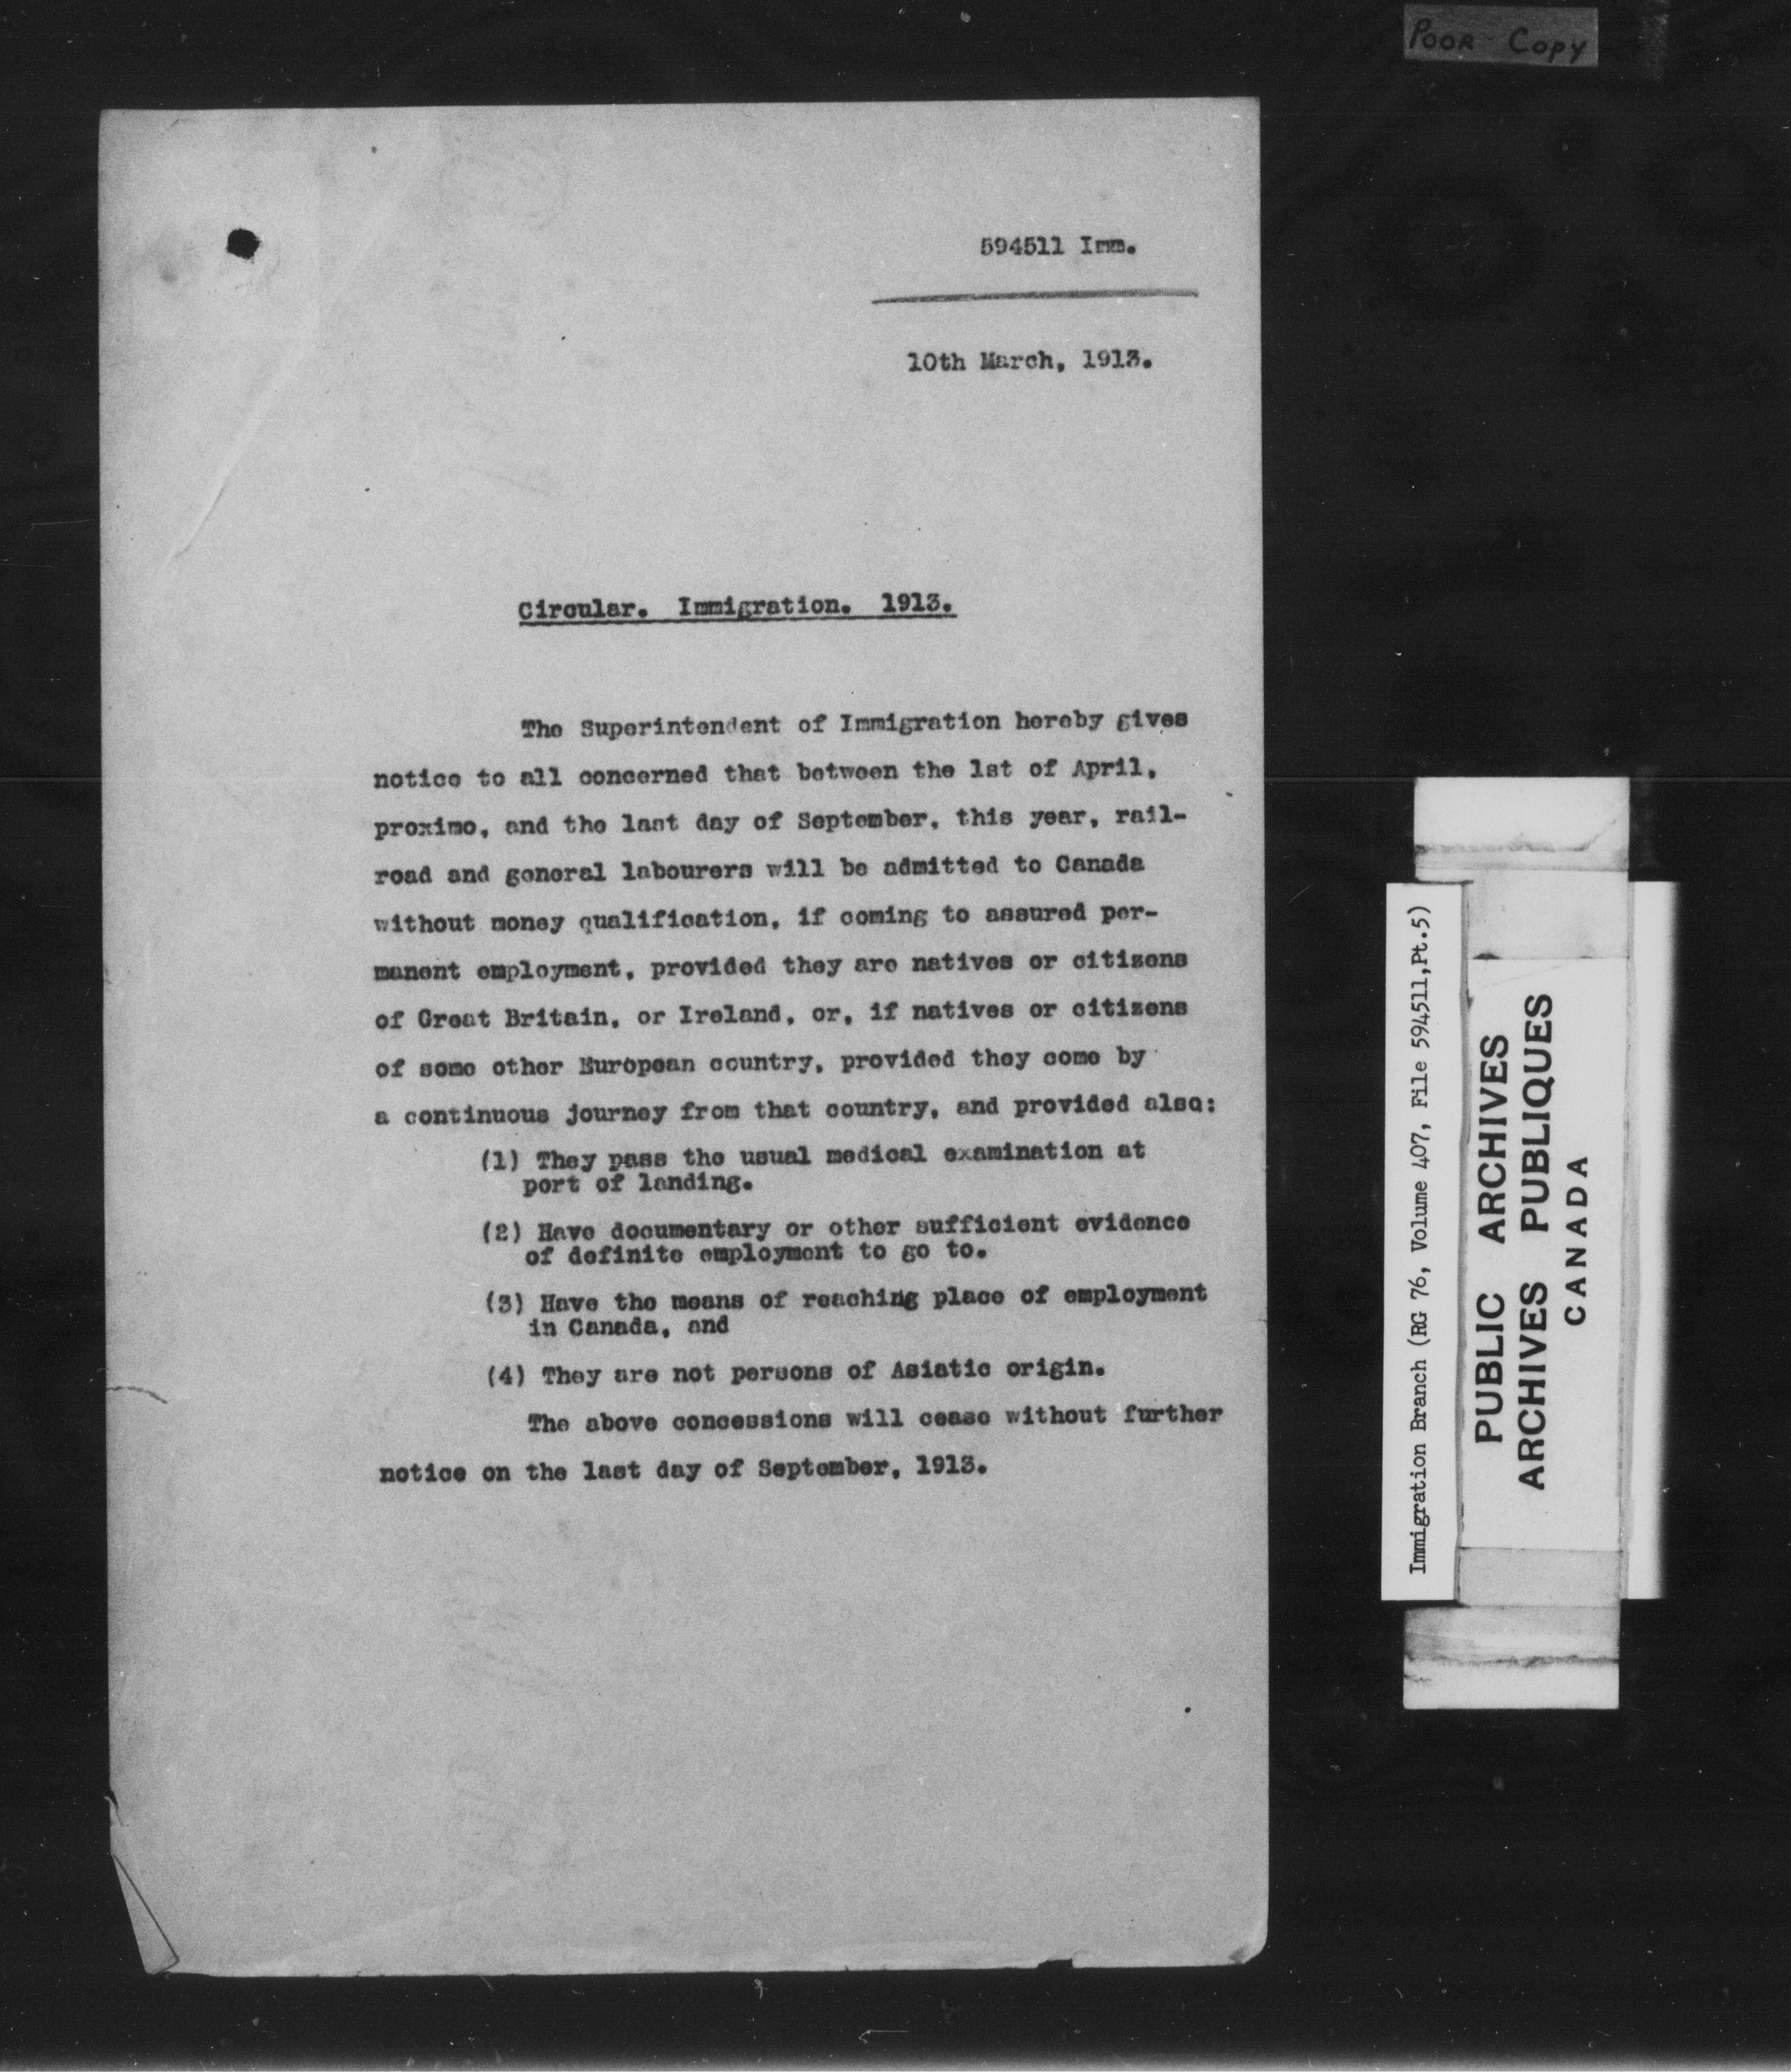 POOR COPY
594511 Imm.
10th March, 1913.
Circular. Immigration. 1913.
The Superintendent of Immigration hereby gives
notice to all concerned that between the 1st of April,
proximo, and the last day of September, this year, rail-
road and general labourers will be admitted to Canada
without money qualification, if coming to assured per-
manent employment, provided they are natives or citizens
of Great Britain, or Ireland, or, if natives or citizens
of some other European country, provided they come by
a continuous journey from that country, and provided also:
(1) They pass the usual medical examination at
port of landing.
(2) Have documentary or other sufficient evidence
of definite employment to go to.
(3) Have the means of reaching place of employment
in Canada, and
(4) They are not persons of Asiatic origin.
The above concessions will cease without further
notice on the last day of September, 1913.
Immigration Branch (RG 76, Volume 407, File 594511,Pt.5)
PUBLIC ARCHIVES
ARCHIVES PUBLIQUES
CANADA